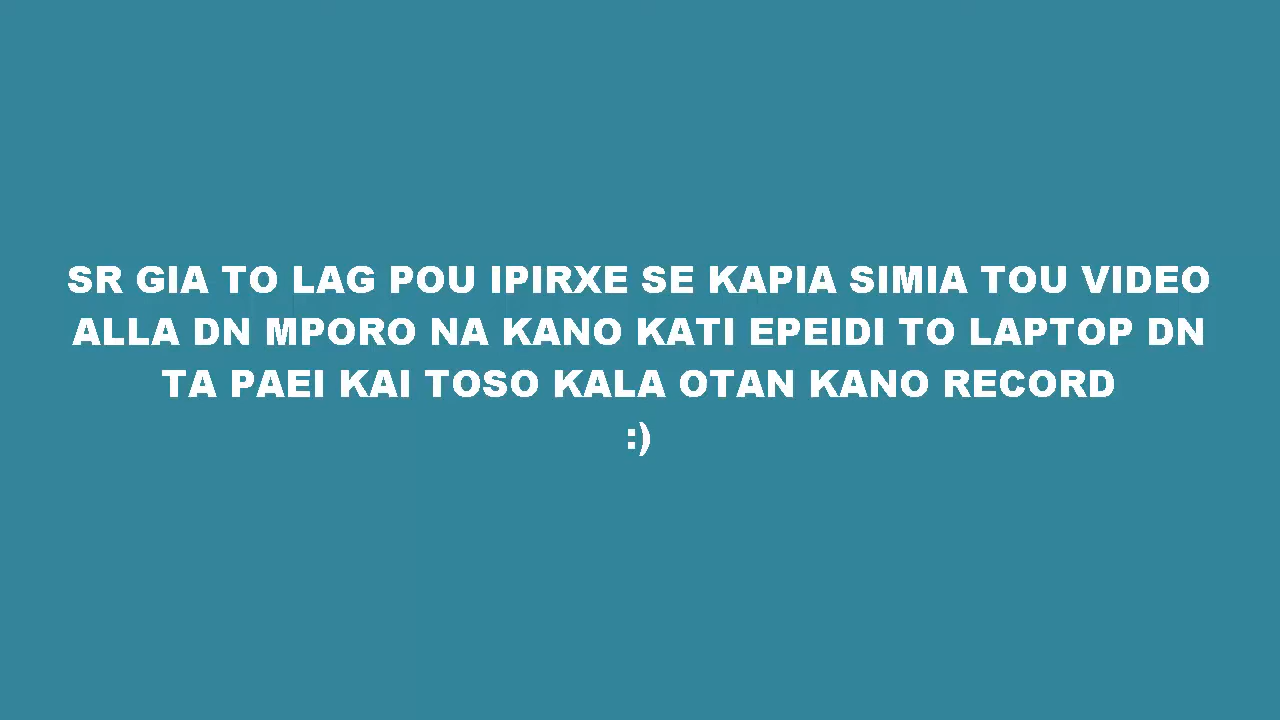 SR GIA TO LAG POU IPIRXE SE KAPIA SIMIA TOU VIDEO
ALLA DN MPORO NA KANO KATI EPEIDI TO LAPTOP DN
TA PAEI KAI TOSO KALA OTAN KANO RECORD
:)